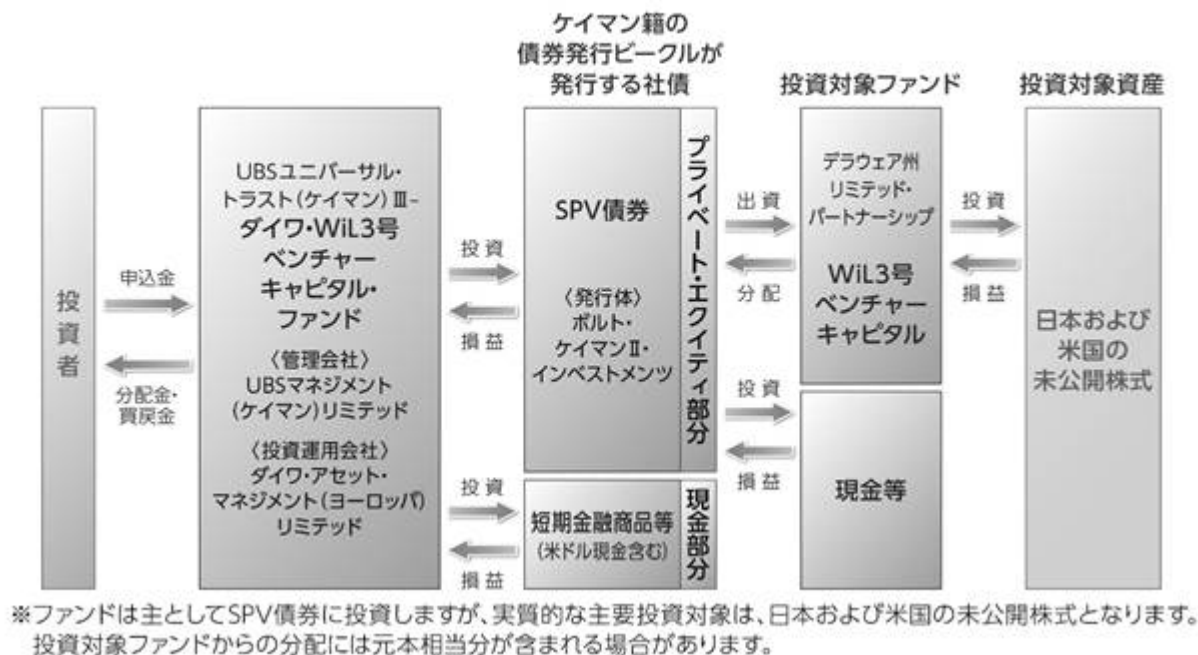 ケイマン籍の
債券発行ビークルが
発行する社債
投資対象ファンド
投資対象資産
投資者
申込金
分配金・
買戻金
UBSユニバーサル・
トラスト(ケイマン)Ⅲ–
ダイワ・WiL3号
ベンチャー
キャピタル・
ファンド
〈管理会社〉
UBSマネジメント
(ケイマン)リミテッド
〈投資運用会社〉
ダイワ・アセット・
マネジメント(ヨーロッパ)
リミテッド
投資
損益
投資
損益
SPV債券
〈発行体〉
ボルト・
ケイマンⅡ・
インベストメンツ
プライベート・エクイティ部分
短期金融商品等
(米ドル現金含む)
現金部分
出資
分配
投資
損益
デラウェア州
リミテッド・
パートナーシップ
WiL3号
ベンチャー
キャピタル
現金等
投資
損益
日本および
米国の
未公開株式
※ファンドは主としてSPV債券に投資しますが、実質的な主要投資対象は、日本および米国の未公開株式となります。
投資対象ファンドからの分配には元本相当分が含まれる場合があります。